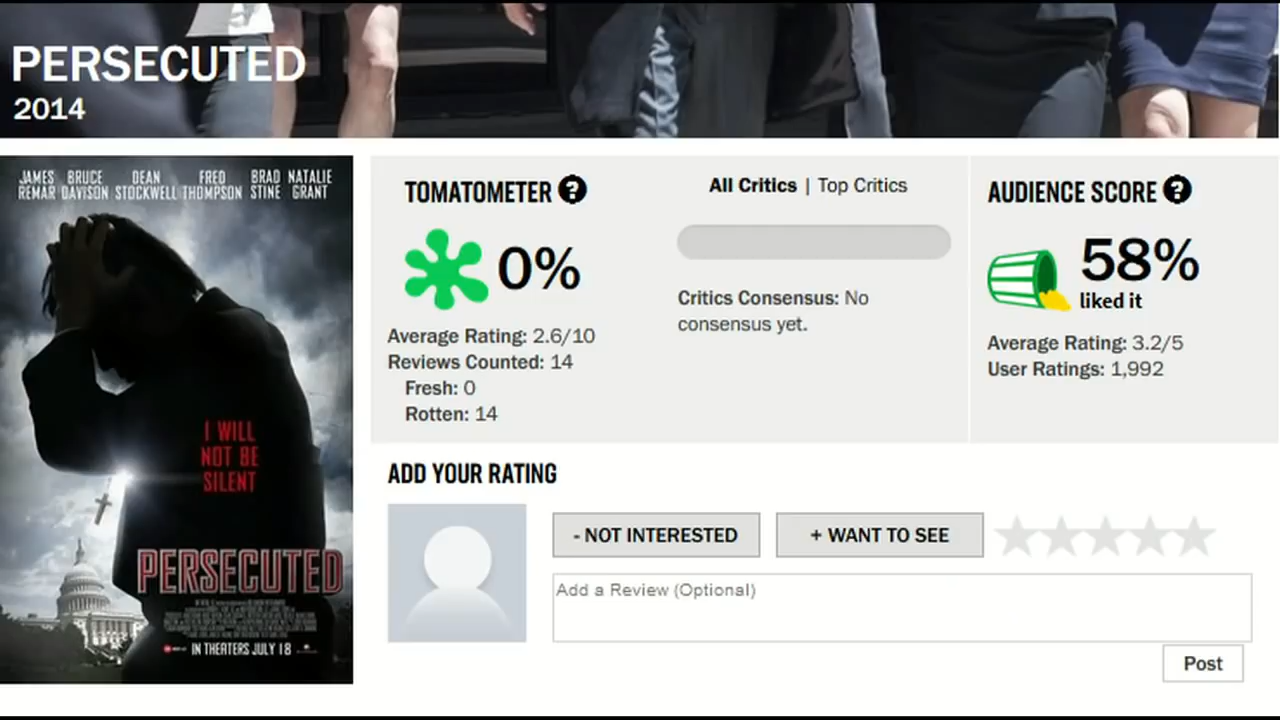 PERSECUTED
2014
JAMES REMAR BRUCE DAVISON DEAN STOCKWELL FRED THOMPSON BRAD STINE NATALIE GRANT
I WILL
NOT BE
SILENT
PERSECUTED
IN THEATERS JULY 18
TOMATOMETER ?
0%
Average Rating: 2.6/10
Reviews Counted: 14
Fresh: 0
Rotten: 14
All Critics | Top Critics
Critics Consensus: No
consensus yet.
AUDIENCE SCORE ?
58%
liked it
Average Rating: 3.2/5
User Ratings: 1,992
ADD YOUR RATING
- NOT INTERESTED
+ WANT TO SEE
Add a Review (Optional)
Post